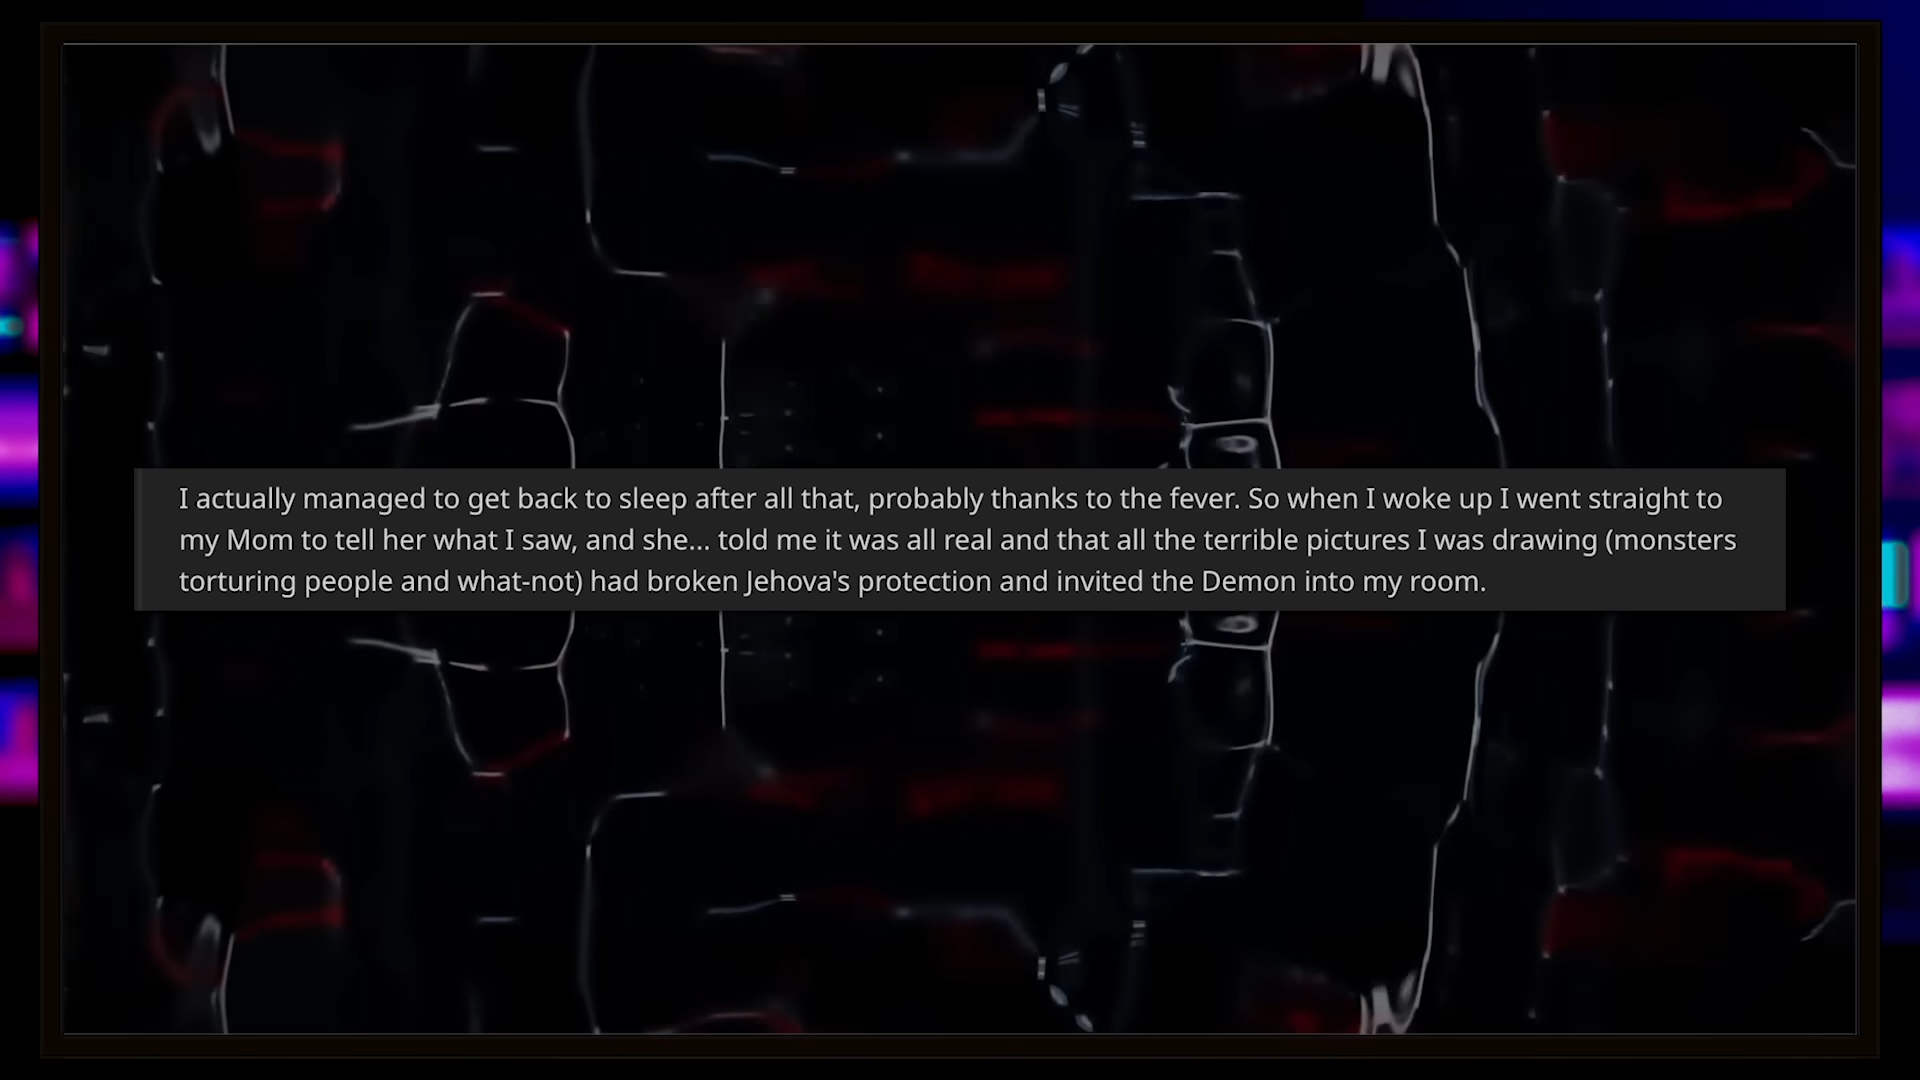 I actually managed to get back to sleep after all that, probably thanks to the fever. So when I woke up I went straight to
my Mom to tell her what I saw, and she... told me it was all real and that all the terrible pictures I was drawing (monsters
torturing people and what-not) had broken Jehova's protection and invited the Demon into my room.